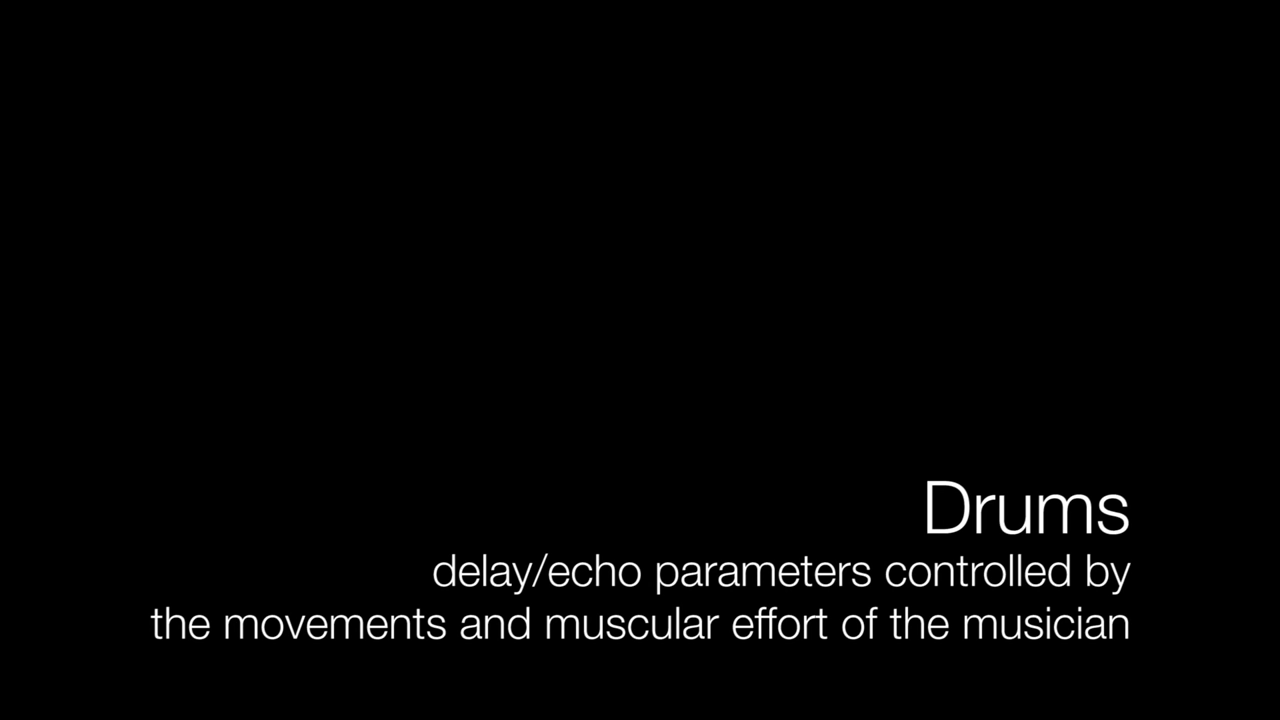 Drums
delay/echo parameters controlled by
the movements and muscular effort of the musician